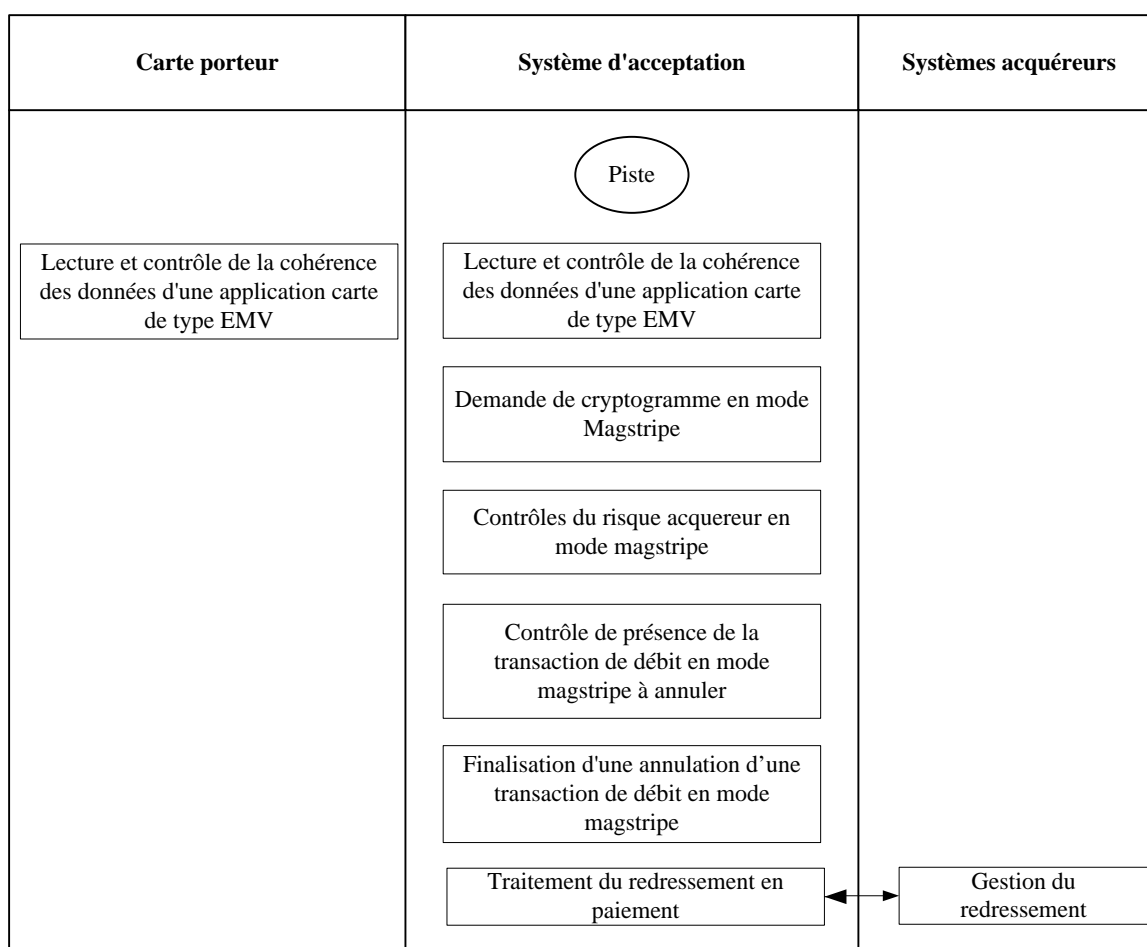 Carte porteur
Système d'acceptation
Systèmes acquéreurs
Piste
Lecture et contrôle de la cohérence
des données d'une application carte
de type EMV
Lecture et contrôle de la cohérence
des données d'une application carte
de type EMV
Demande de cryptogramme en mode
Magstripe
Contrôles du risque acquereur en
mode magstripe
Contrôle de présence de la
transaction de débit en mode
magstripe à annuler
Finalisation d'une annulation d’une
transaction de débit en mode
magstripe
Traitement du redressement en
paiement
Gestion du
redressement